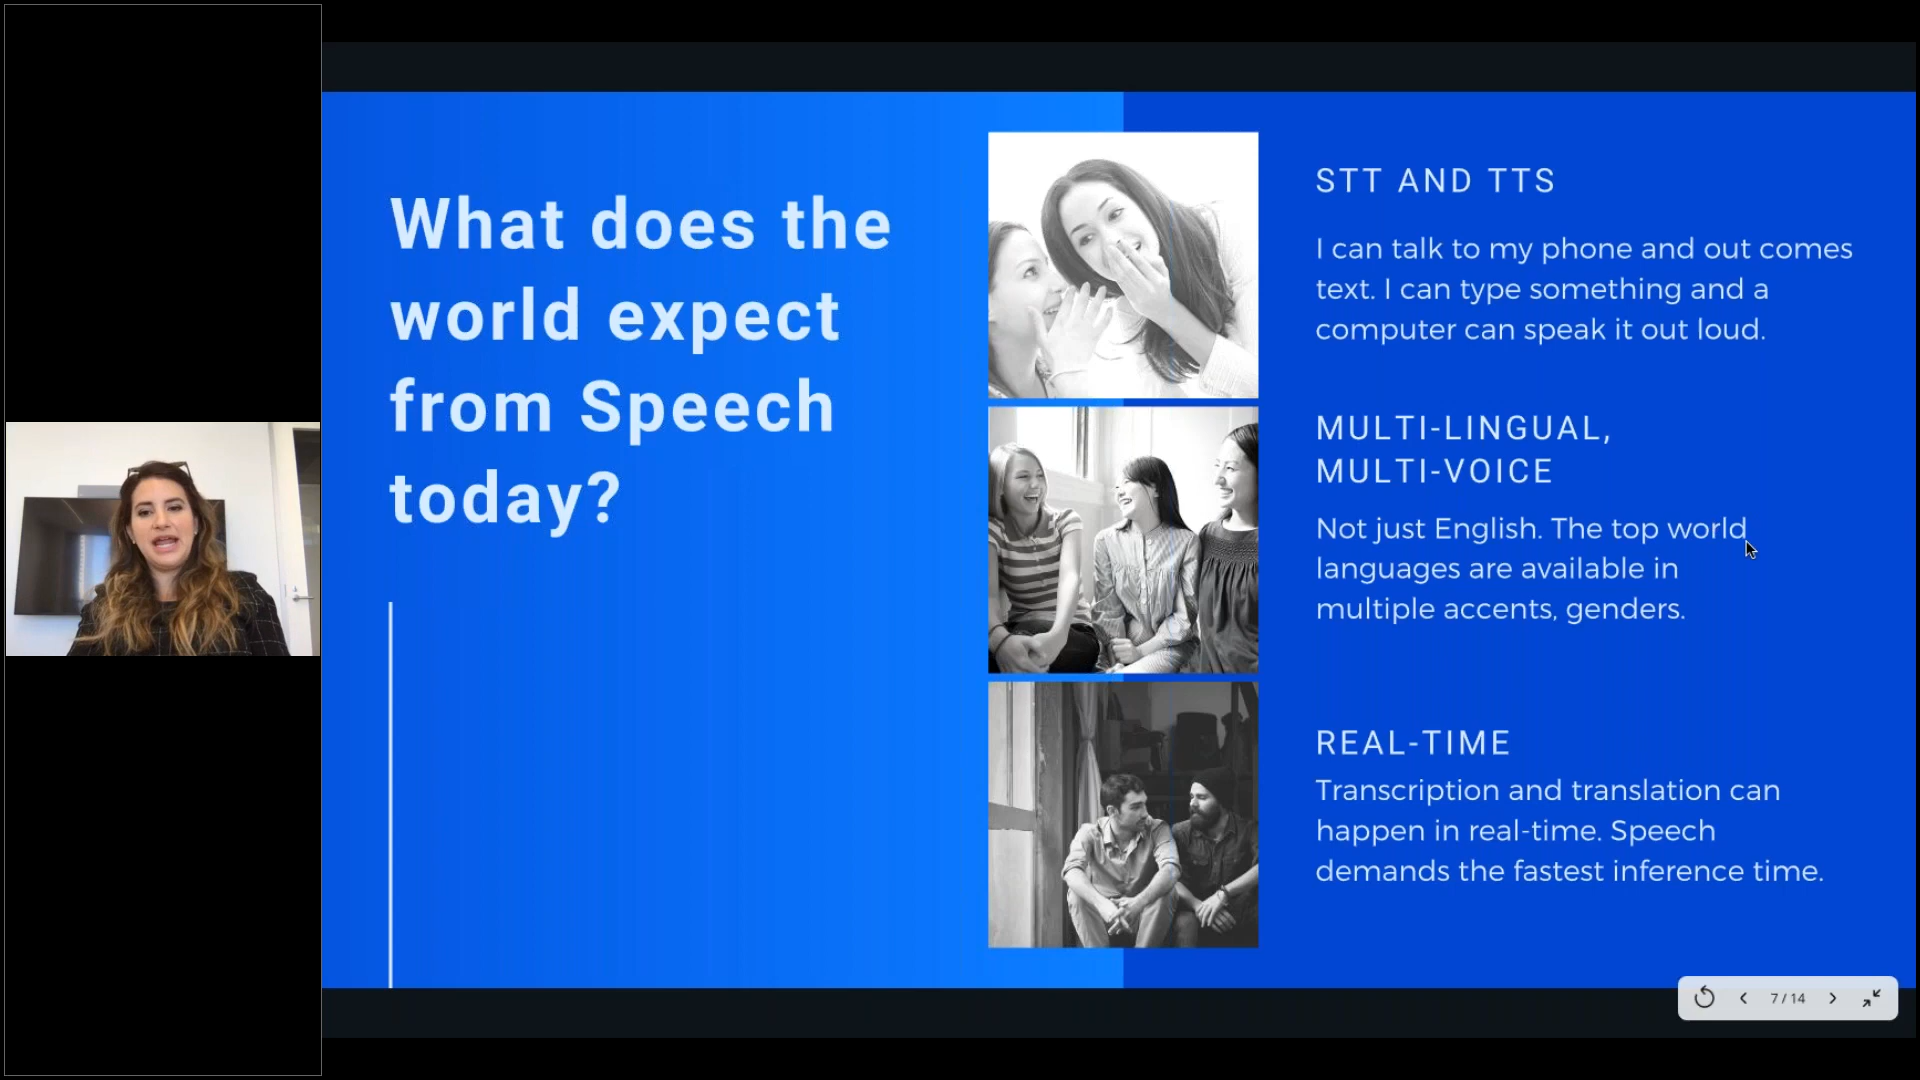 What does the
world expect
from Speech
today?
STT AND TTS
I can talk to my phone and out comes
text. I can type something and a
computer can speak it out loud.
MULTI-LINGUAL,
MULTI-VOICE
Not just English. The top world
languages are available in
multiple accents, genders.
REAL-TIME
Transcription and translation can
happen in real-time. Speech
demands the fastest inference time.
7 / 14